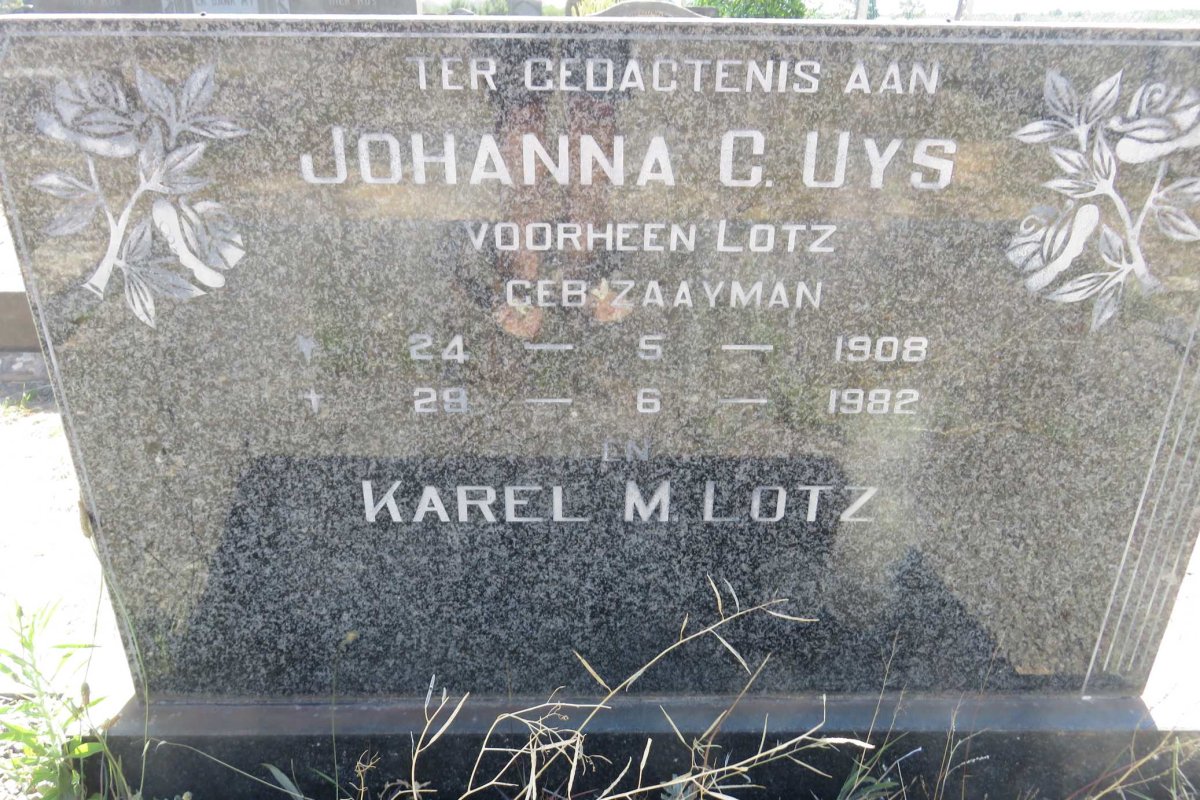 TER GEDACTENIS AAN
JOHANNA C. UYS
VOORHEEN LOTZ
GEB. ZAAYMAN
24 — 5 — 1908
† 29 — 6 — 1982
EN
KAREL M. LOTZ